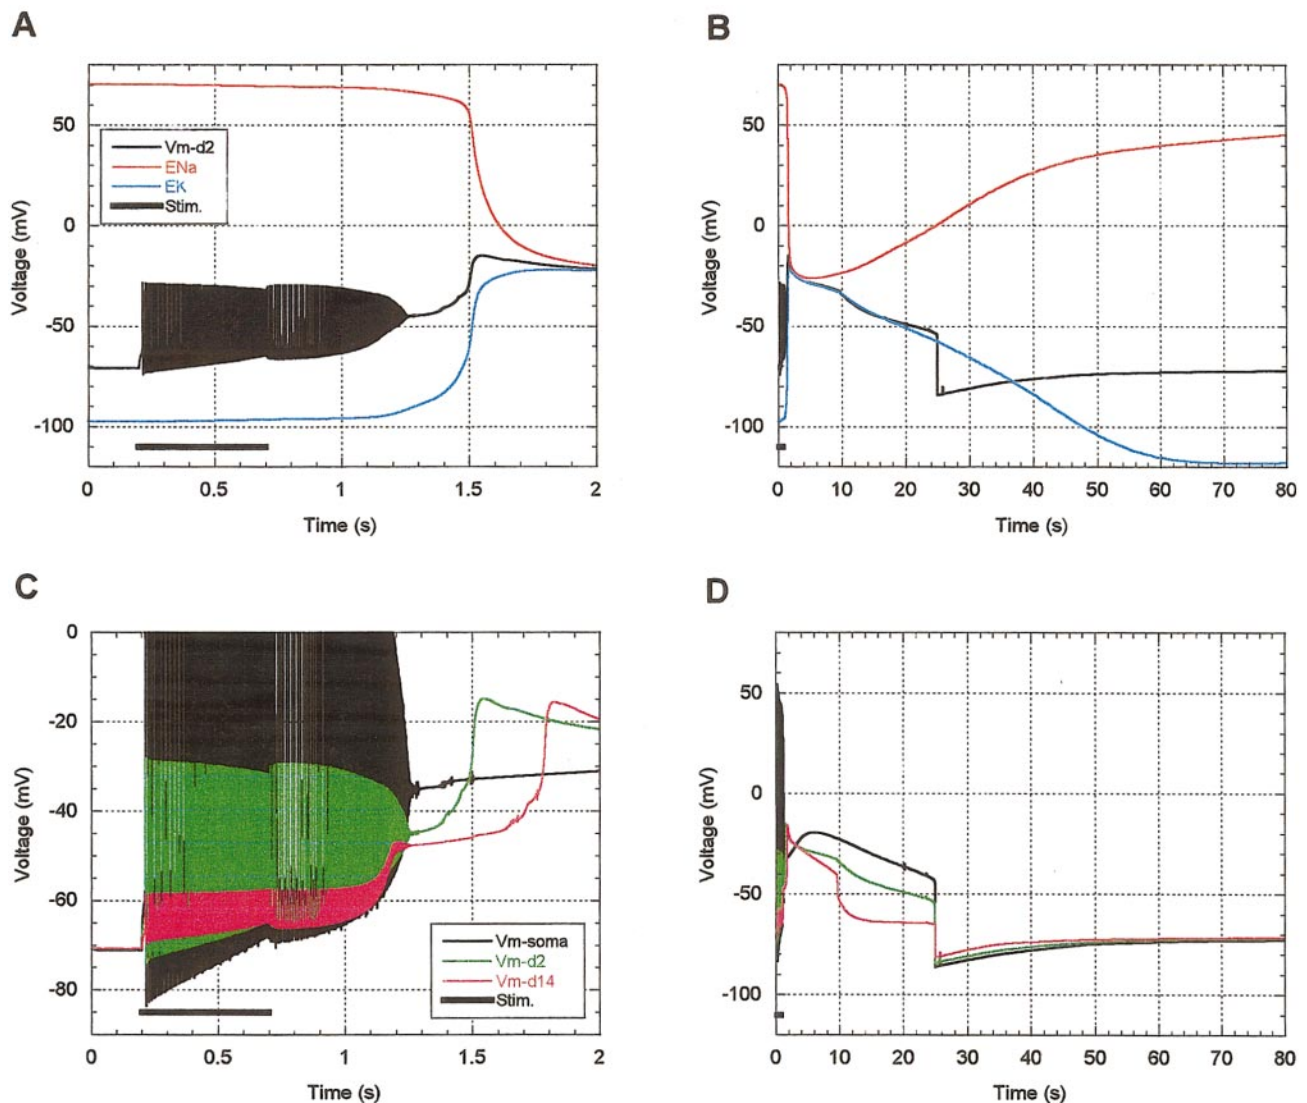 A
50
0
-50
-100
Voltage (mV)
Vm-d2
ENa
EK
Stim.
0 0.5 1 1.5 2
Time (s)
B
50
0
-50
-100
Voltage (mV)
0 10 20 30 40 50 60 70 80
Time (s)
C
0
-20
-40
-60
-80
Voltage (mV)
Vm-soma
Vm-d2
Vm-d14
Stim.
0 0.5 1 1.5 2
Time (s)
D
50
0
-50
-100
Voltage (mV)
0 10 20 30 40 50 60 70 80
Time (s)